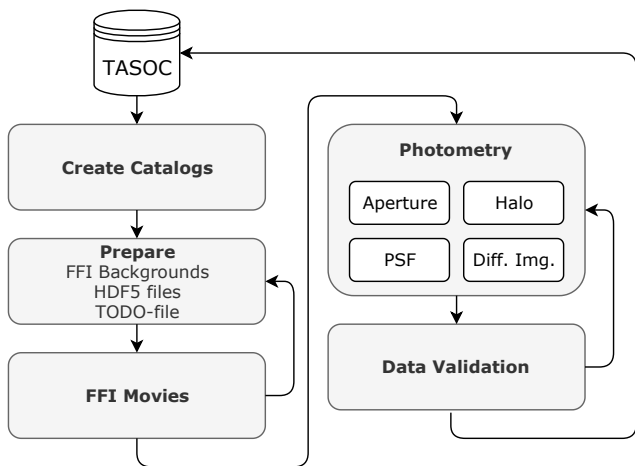 TASOC
Create Catalogs
Prepare
FFI Backgrounds
HDF5 files
TODO-file
FFI Movies
Photometry
Aperture
Halo
PSF
Diff. Img.
Data Validation